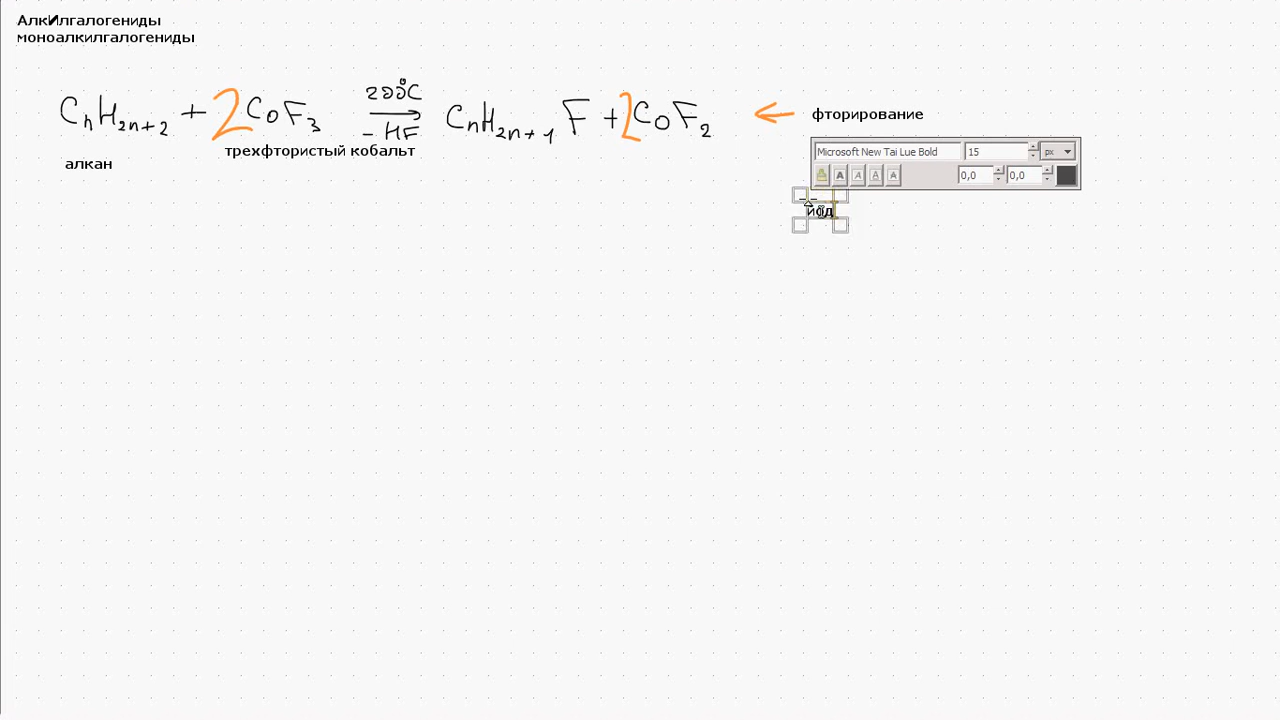 АлкИлгалогениды
моноалкилгалогениды
200°C
CnH2n+2 + 2CoF3 → CnH2n+1F + 2CoF2 ← фторирование
- HF
трехфтористый кобальт
алкан
Microsoft New Tai Lue Bold 15 px
A A A A 0,0 0,0
йод